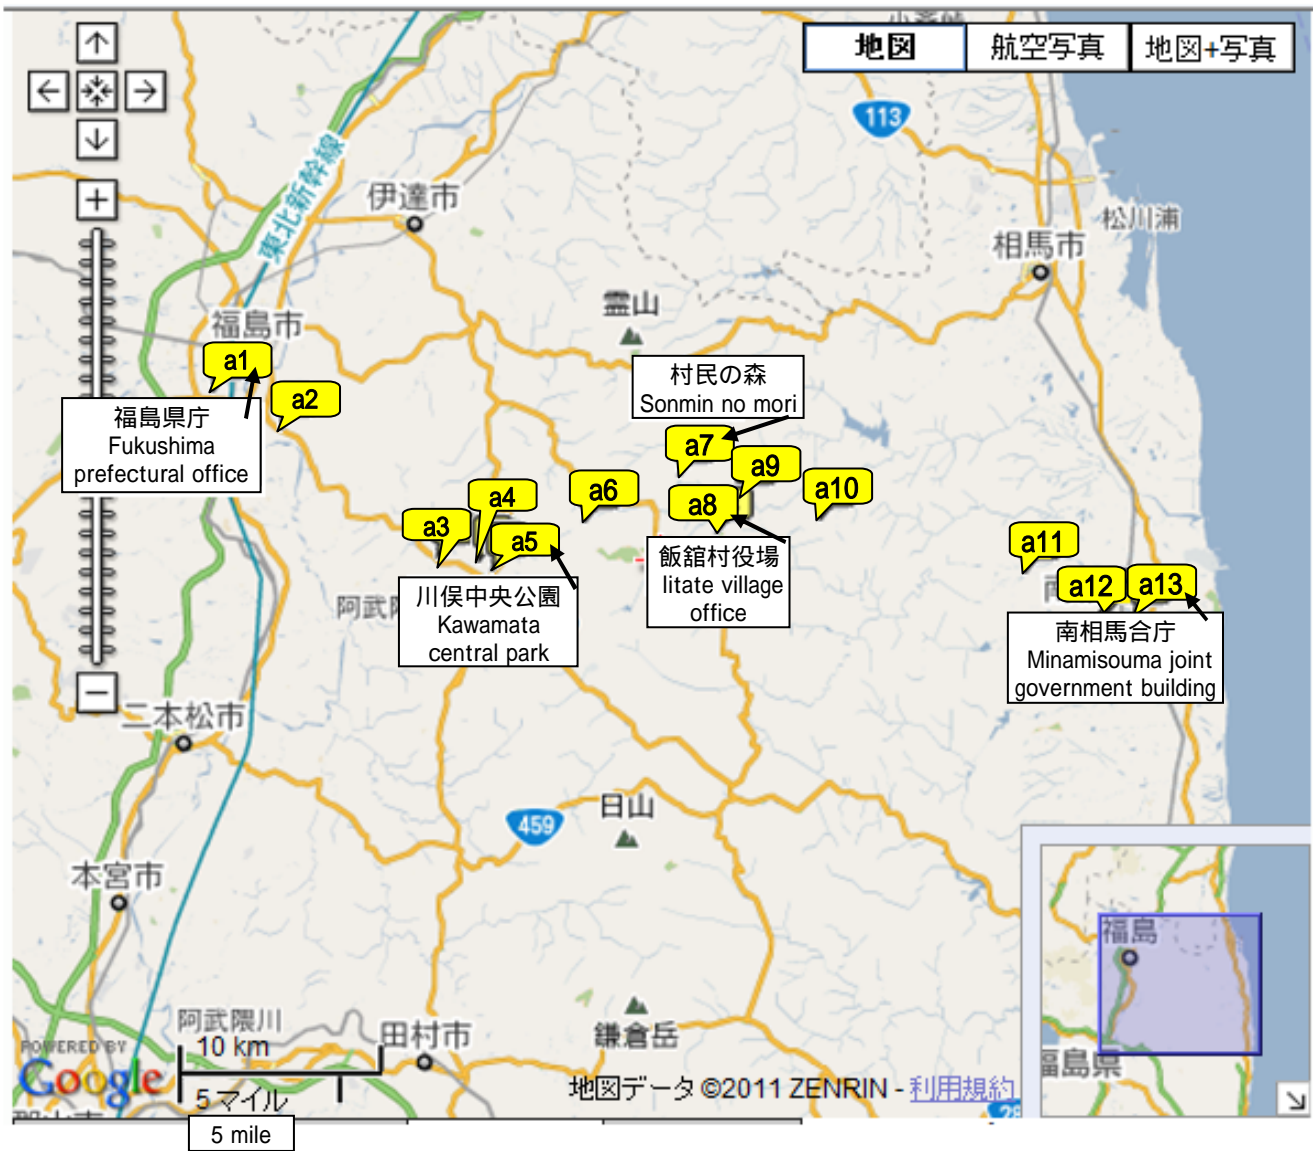 地図
航空写真
地図+写真
113
伊達市
東北新幹線
松川浦
相馬市
霊山
福島市
a1
a2
福島県庁
Fukushima
prefectural office
村民の森
Sonmin no mori
a7
a9
a6
a10
a8
a4
a3
a5
a11
a12
a13
飯舘村役場
Iitate village
office
川俣中央公園
Kawamata
central park
阿武
南相馬合庁
Minamisouma joint
government building
二本松市
日山
459
本宮市
福島
福島県
阿武隈川
田村市
鎌倉岳
10 km
5 マイル
5 mile
POWERED BY
Google
地図データ ©2011 ZENRIN - 利用規約